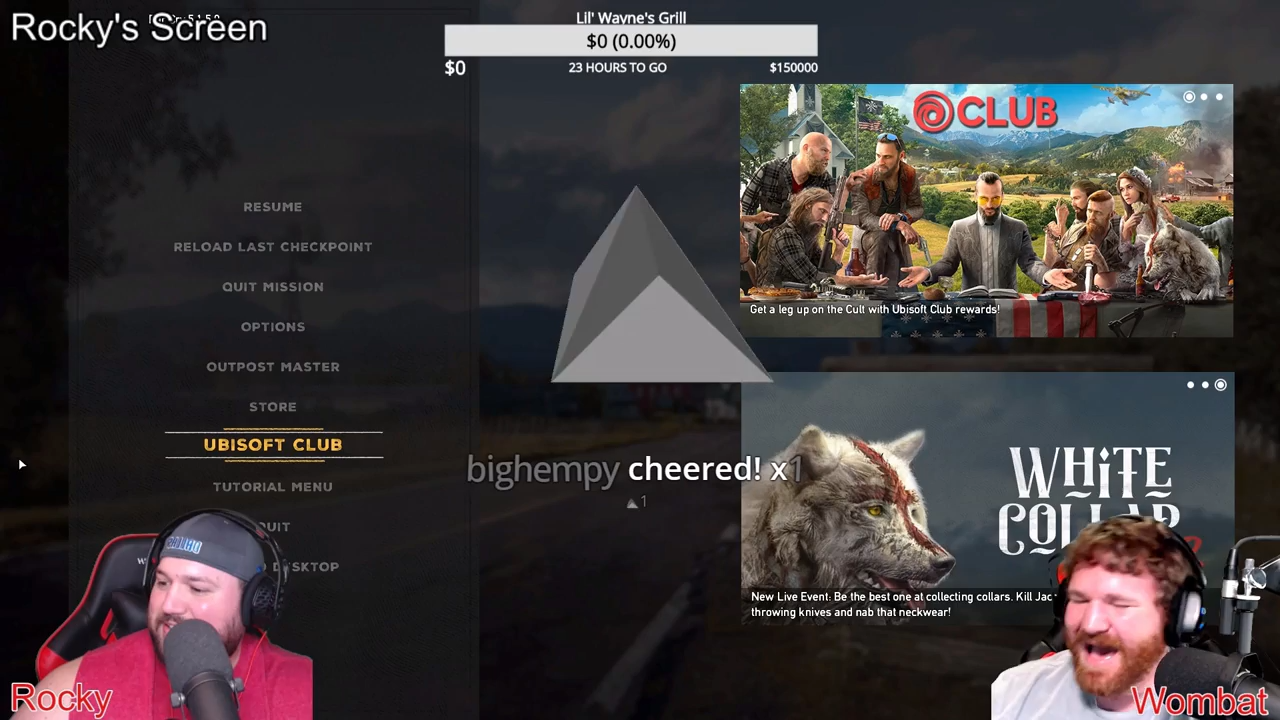 Rocky's Screen
Lil' Wayne's Grill
$0 (0.00%)
$0
23 HOURS TO GO
$150000
CLUB
Get a leg up on the Cult with Ubisoft Club rewards!
RESUME
RELOAD LAST CHECKPOINT
QUIT MISSION
OPTIONS
OUTPOST MASTER
STORE
UBISOFT CLUB
TUTORIAL MENU
DESKTOP
bighempy cheered! x1
1
WHiTE
New Live Event: Be the best one at collecting collars. Kill
throwing knives and nab that neckwear!
Rocky
Wombat